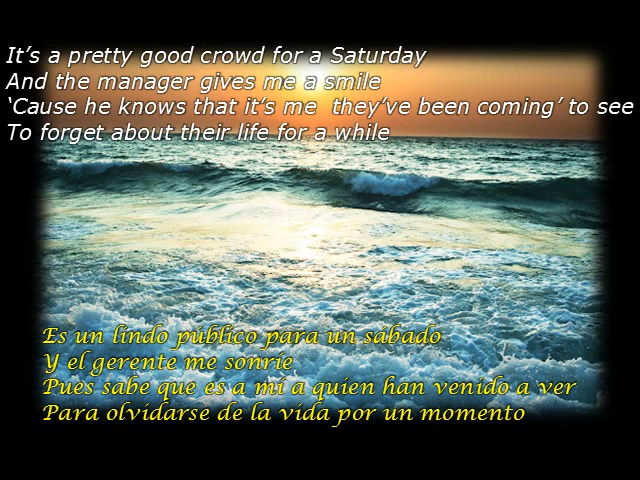 It’s a pretty good crowd for a Saturday
And the manager gives me a smile
‘Cause he knows that it’s me  they’ve been coming’ to see
To forget about their life for a while
Es un lindo público para un sábado
Y el gerente me sonríe
Pues sabe que es a mí a quien han venido a ver
Para olvidarse de la vida por un momento